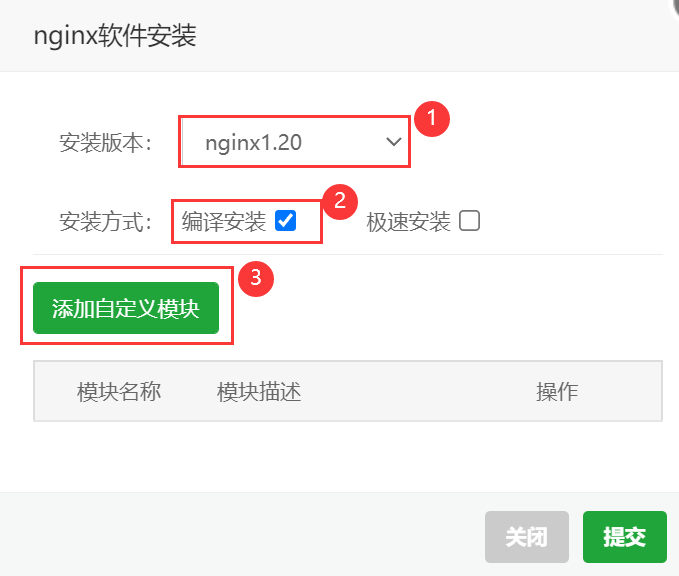 nginx软件安装
安装版本： nginx1.20 1
安装方式： 编译安装 2 极速安装
添加自定义模块 3
模块名称 模块描述 操作
关闭 提交